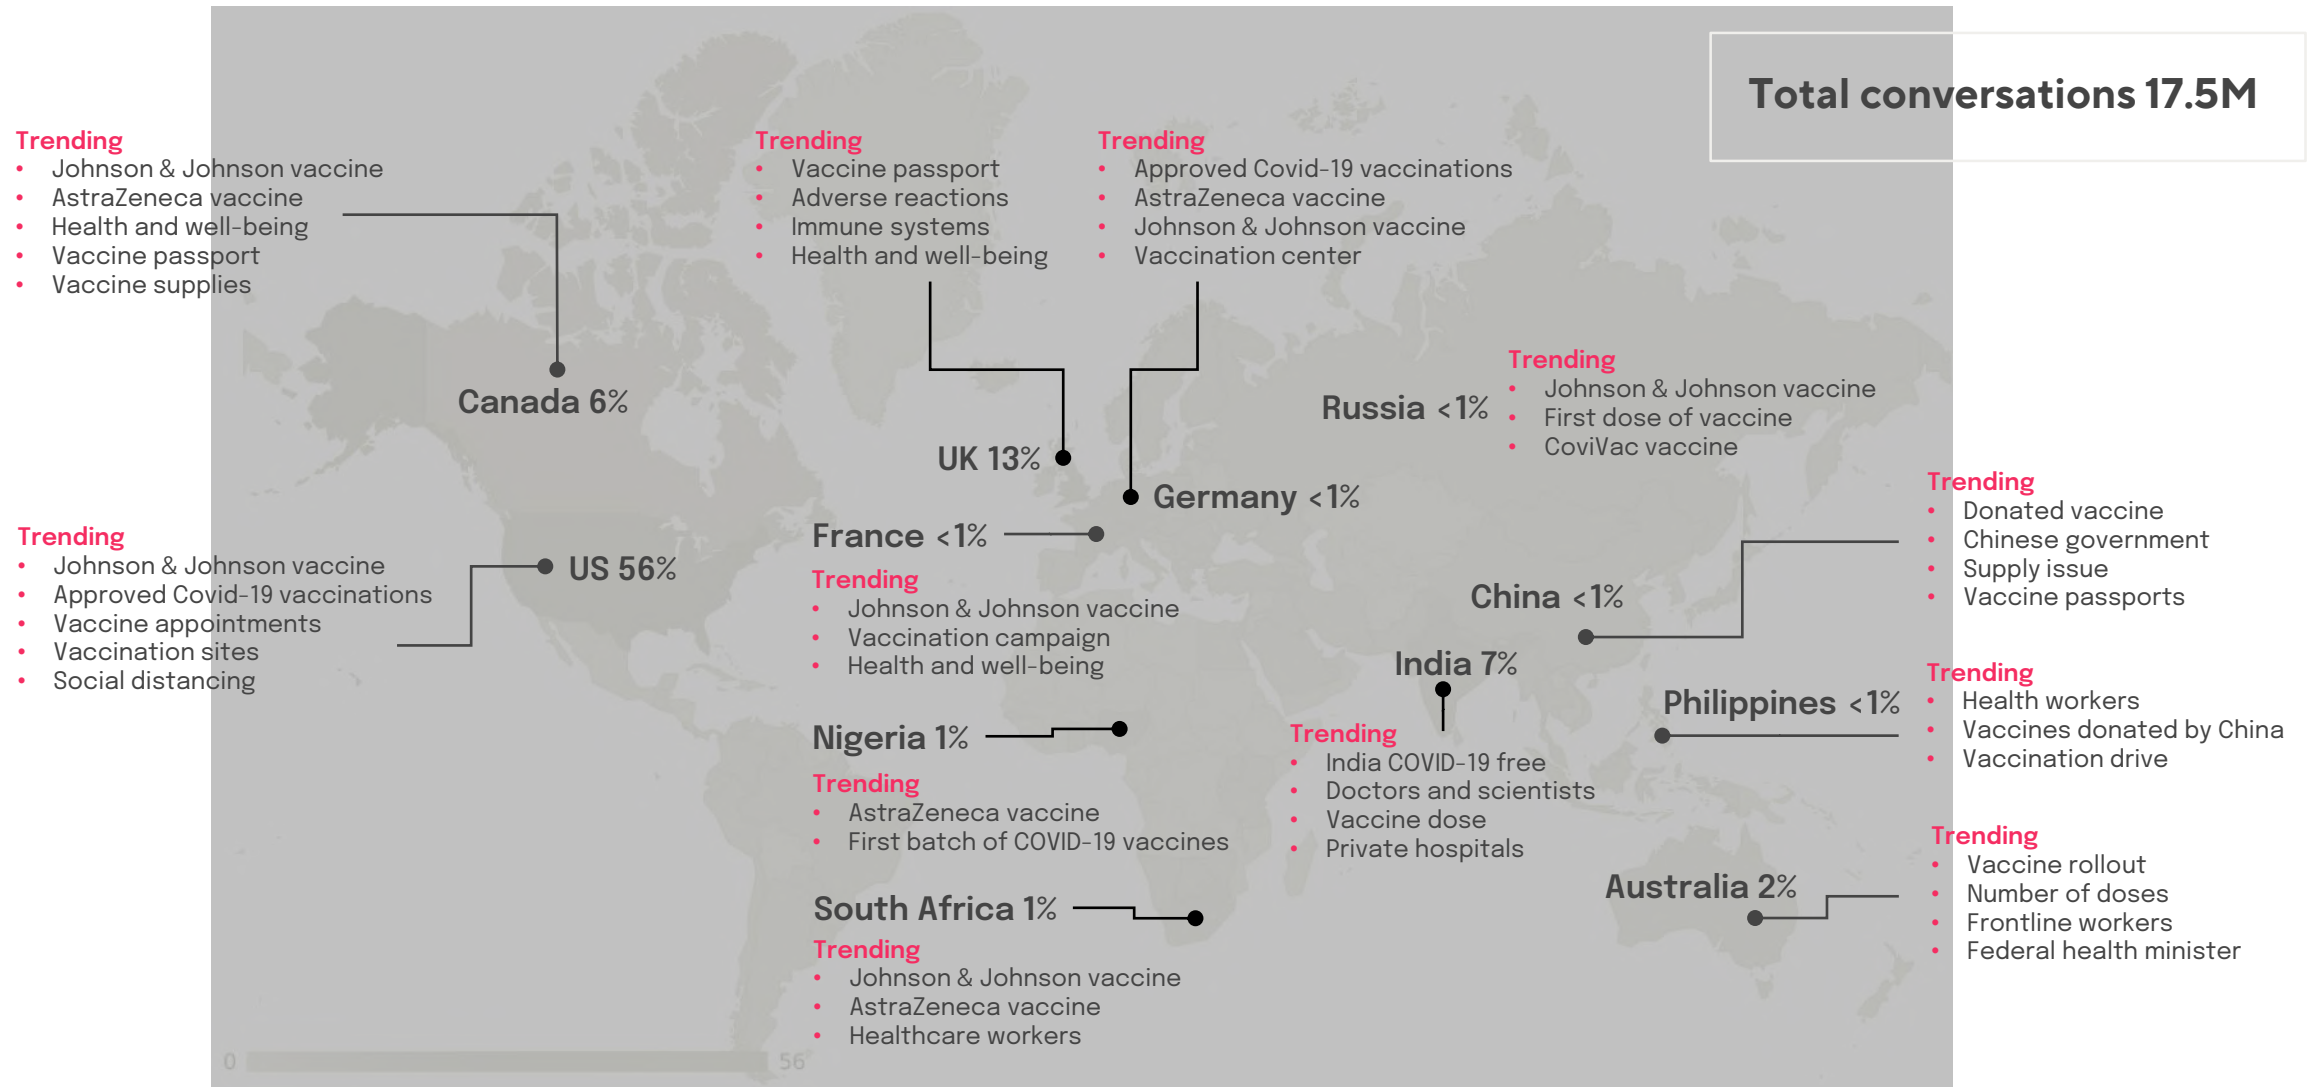 Total conversations 17.5M
Trending
• Johnson & Johnson vaccine
• AstraZeneca vaccine
• Health and well-being
• Vaccine passport
• Vaccine supplies
Canada 6%
Trending
• Vaccine passport
• Adverse reactions
• Immune systems
• Health and well-being
UK 13%
Trending
• Approved Covid-19 vaccinations
• AstraZeneca vaccine
• Johnson & Johnson vaccine
• Vaccination center
Germany <1%
Russia <1%
Trending
• Johnson & Johnson vaccine
• First dose of vaccine
• CoviVac vaccine
Trending
• Johnson & Johnson vaccine
• Approved Covid-19 vaccinations
• Vaccine appointments
• Vaccination sites
• Social distancing
US 56%
France <1%
Trending
• Johnson & Johnson vaccine
• Vaccination campaign
• Health and well-being
China <1%
Trending
• Donated vaccine
• Chinese government
• Supply issue
• Vaccine passports
India 7%
Trending
• India COVID-19 free
• Doctors and scientists
• Vaccine dose
• Private hospitals
Philippines <1%
Trending
• Health workers
• Vaccines donated by China
• Vaccination drive
Nigeria 1%
Trending
• AstraZeneca vaccine
• First batch of COVID-19 vaccines
Australia 2%
Trending
• Vaccine rollout
• Number of doses
• Frontline workers
• Federal health minister
South Africa 1%
Trending
• Johnson & Johnson vaccine
• AstraZeneca vaccine
• Healthcare workers
0 56